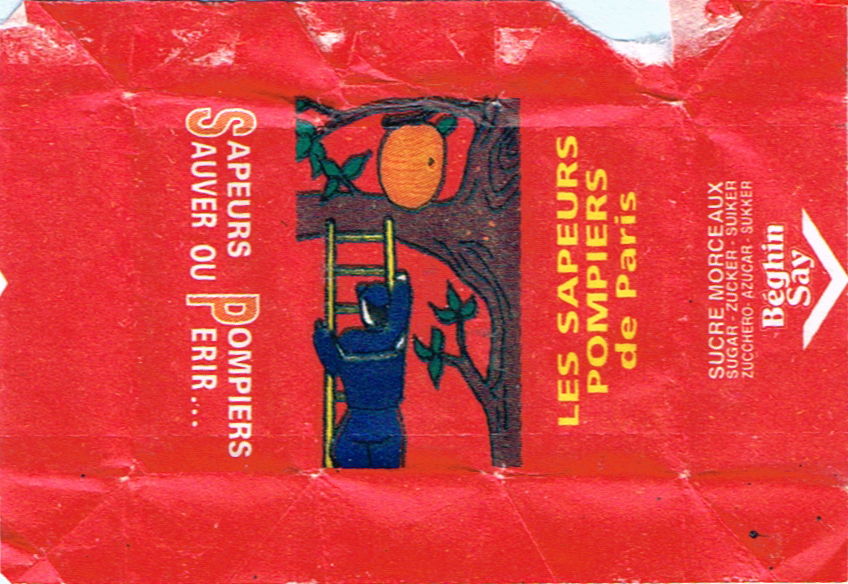 SAPEURS POMPIERS
SAUVER OU PERIR...
LES SAPEURS
POMPIERS
de Paris
SUCRE MORCEAUX
SUGAR - ZUCKER - SUIKER
ZUCCHERO - AZUCAR - SUKKER
Béghin
Say